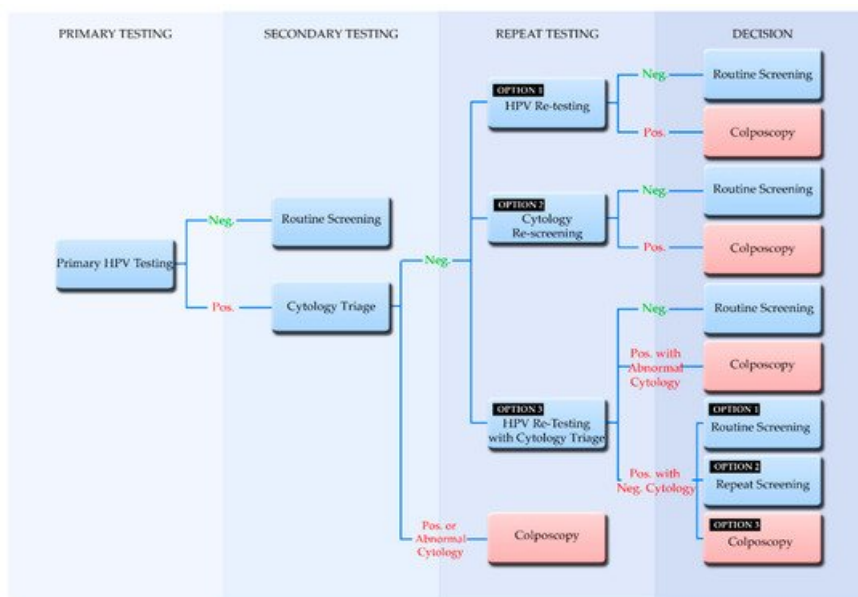 PRIMARY TESTING
SECONDARY TESTING
REPEAT TESTING
DECISION
Primary HPV Testing
Neg.
Routine Screening
Pos.
Cytology Triage
Neg.
Pos. or
Abnormal
Cytology
Colposcopy
OPTION 1
HPV Re-testing
Neg.
Routine Screening
Pos.
Colposcopy
OPTION 2
Cytology
Re-screening
Neg.
Routine Screening
Pos.
Colposcopy
OPTION 3
HPV Re-Testing
with Cytology Triage
Neg.
Routine Screening
Pos. with
Abnormal
Cytology
Colposcopy
Pos. with
Neg. Cytology
OPTION 1
Routine Screening
OPTION 2
Repeat Screening
OPTION 3
Colposcopy